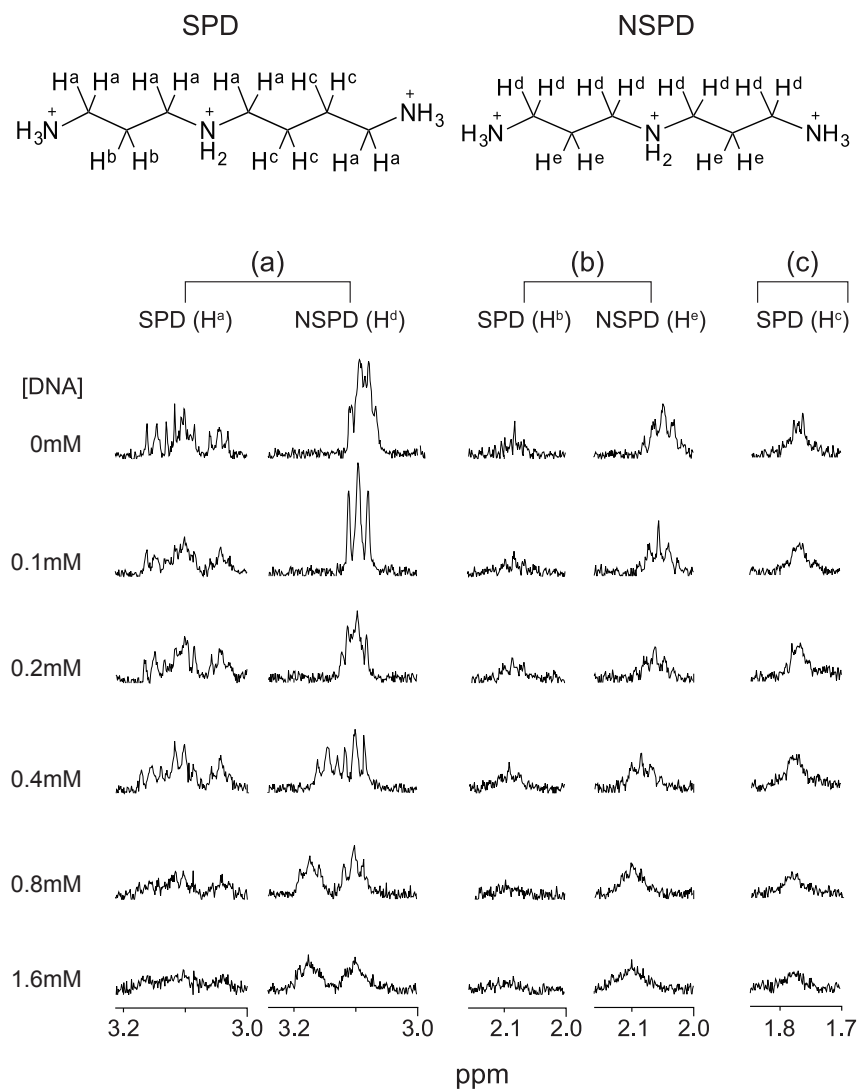 SPD NSPD
Hᵃ Hᵃ Hᵃ Hᵃ Hᵃ Hᵃ Hᶜ Hᶜ
H₃N⁺ N⁺H₂ NH₃⁺
Hᵇ Hᵇ Hᶜ Hᶜ Hᵃ Hᵃ
Hᵈ Hᵈ Hᵈ Hᵈ Hᵈ Hᵈ Hᵈ Hᵈ
H₃N⁺ N⁺H₂ NH₃⁺
Hᵉ Hᵉ Hᵉ Hᵉ
(a) (b) (c)
SPD (Hᵃ) NSPD (Hᵈ) SPD (Hᵇ) NSPD (Hᵉ) SPD (Hᶜ)
[DNA]
0mM
0.1mM
0.2mM
0.4mM
0.8mM
1.6mM
3.2 3.0 3.2 3.0 2.1 2.0 2.1 2.0 1.8 1.7
ppm